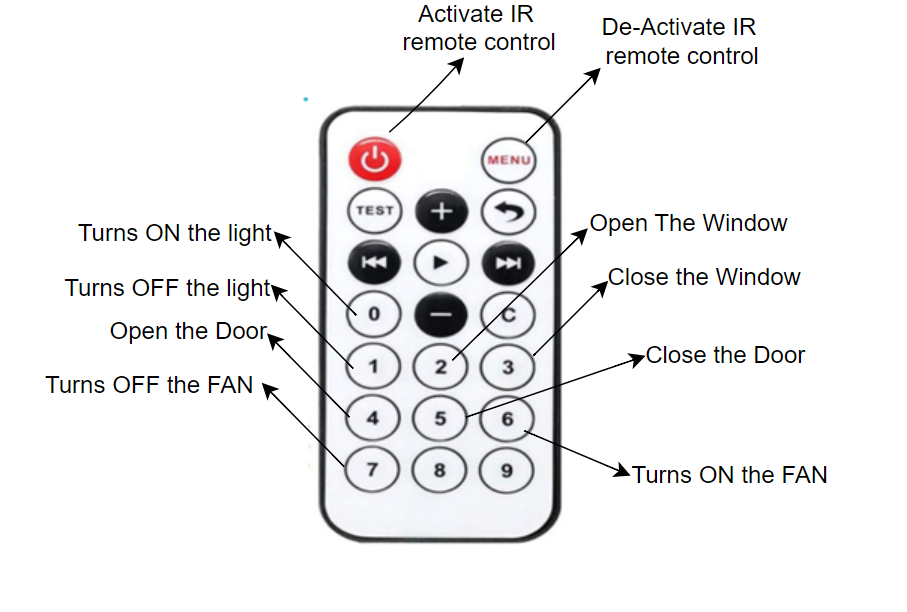 Activate IR
remote control
De-Activate IR
remote control
MENU
TEST
Turns ON the light
Open The Window
Turns OFF the light
Close the Window
0
C
Open the Door
1
2
3
Close the Door
Turns OFF the FAN
4
5
6
7
8
9
Turns ON the FAN